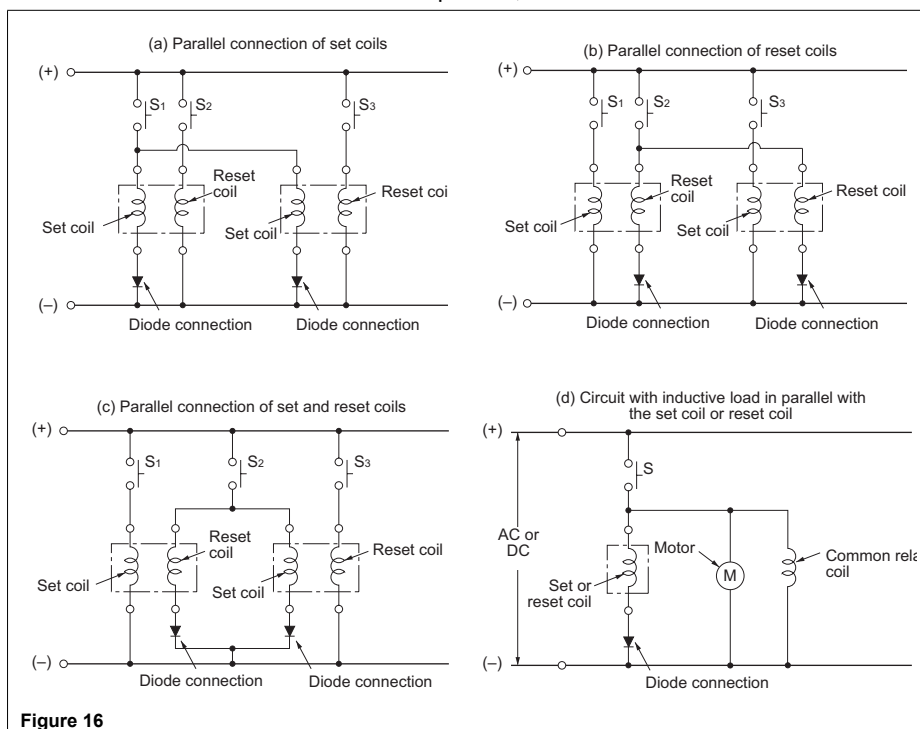 (a) Parallel connection of set coils
(+)
S1
S2
S3
Reset
coil
Reset coi
Set coil
Set coil
(–)
Diode connection
Diode connection
(b) Parallel connection of reset coils
(+)
S1
S2
S3
Reset
coil
Reset coil
Set coil
Set coil
(–)
Diode connection
Diode connection
(c) Parallel connection of set and reset coils
(+)
S1
S2
S3
Reset
coil
Reset coil
Set coil
Set coil
(–)
Diode connection
Diode connection
(d) Circuit with inductive load in parallel with
the set coil or reset coil
(+)
S
AC or
DC
Motor
M
Common rela
coil
Set or
reset coil
(–)
Diode connection
Figure 16